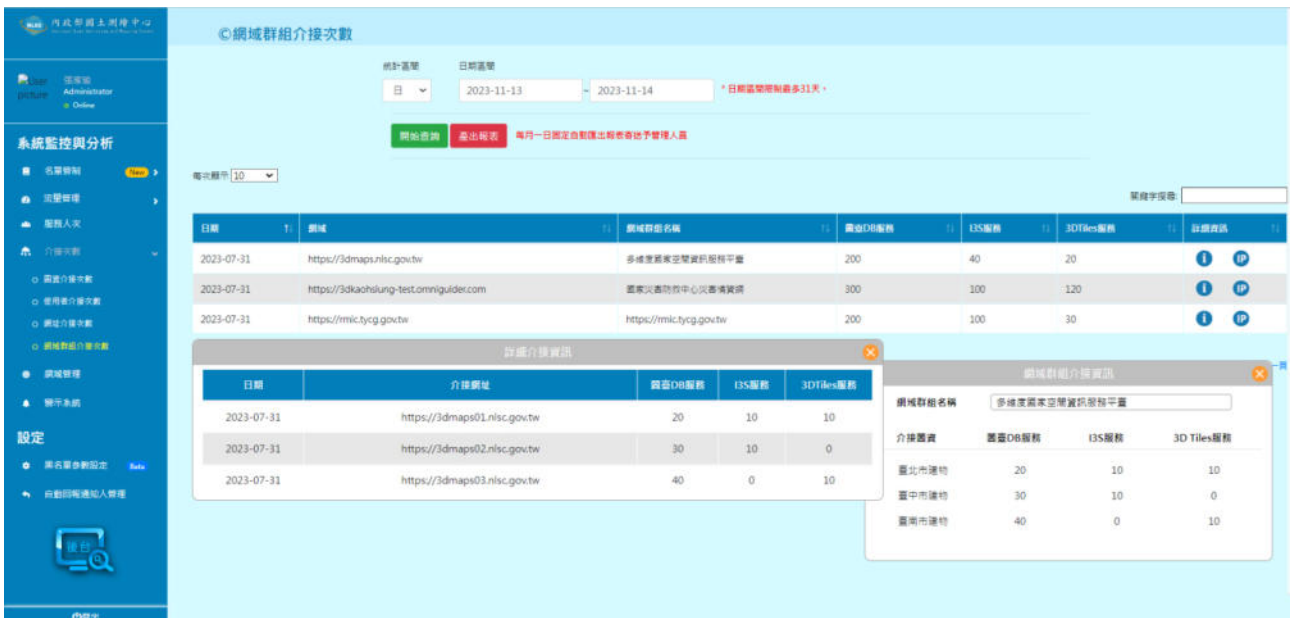 內政部國土測繪中心
User picture
Administrator
Online
系統監控與分析
名單管制 New
流量管理
服務人次
介接次數
圖資介接次數
使用者介接次數
網址介接次數
網域群組介接次數
網域管理
警示系統
設定
黑名單參數設定 Beta
自動回報通知人管理
後台
登出
©網域群組介接次數
統計區間 日期區間
日 2023-11-13 ~ 2023-11-14 * 日期區間限制最多31天。
開始查詢 產出報表 每月一日固定自動匯出報表寄送予管理人員
每次顯示 10
關鍵字搜尋:
日期 網域 網域群組名稱 圖臺DB服務 I3S服務 3DTiles服務 詳細資訊
2023-07-31 https://3dmaps.nlsc.gov.tw 多維度國家空間資訊服務平臺 200 40 20 i IP
2023-07-31 https://3dkaohsiung-test.omniguider.com 國家災害防救中心災害情資網 300 100 120 i IP
2023-07-31 https://rmic.tycg.gov.tw https://rmic.tycg.gov.tw 200 100 30 i IP
詳細介接資訊
日期 介接網址 圖臺DB服務 I3S服務 3DTiles服務
2023-07-31 https://3dmaps01.nlsc.gov.tw 20 10 10
2023-07-31 https://3dmaps02.nlsc.gov.tw 30 10 0
2023-07-31 https://3dmaps03.nlsc.gov.tw 40 0 10
一頁
網域群組介接資訊
網域群組名稱 多維度國家空間資訊服務平臺
介接圖資 圖臺DB服務 I3S服務 3D Tiles服務
臺北市建物 20 10 10
臺中市建物 30 10 0
臺南市建物 40 0 10